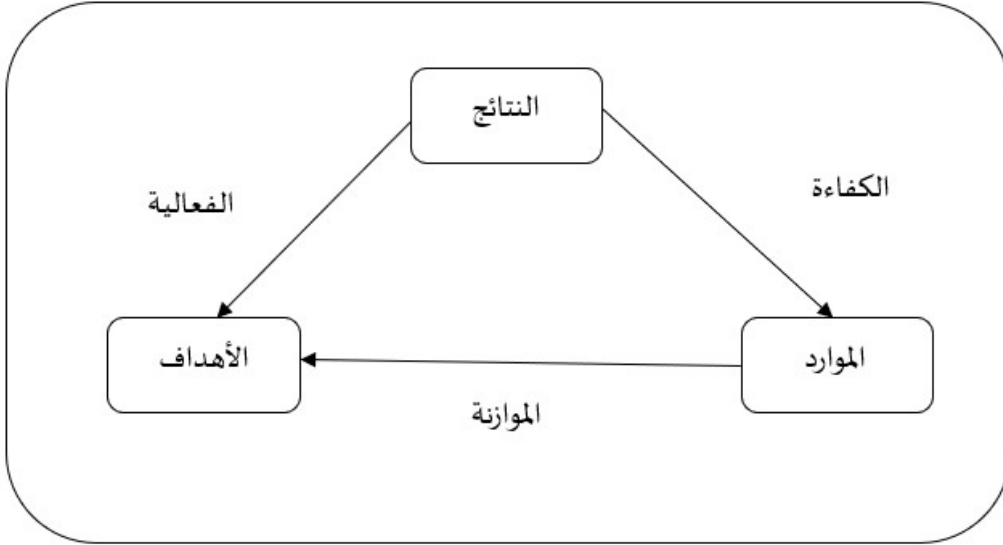 النتائج
الكفاءة
الفعالية
الموارد
الأهداف
الموازنة